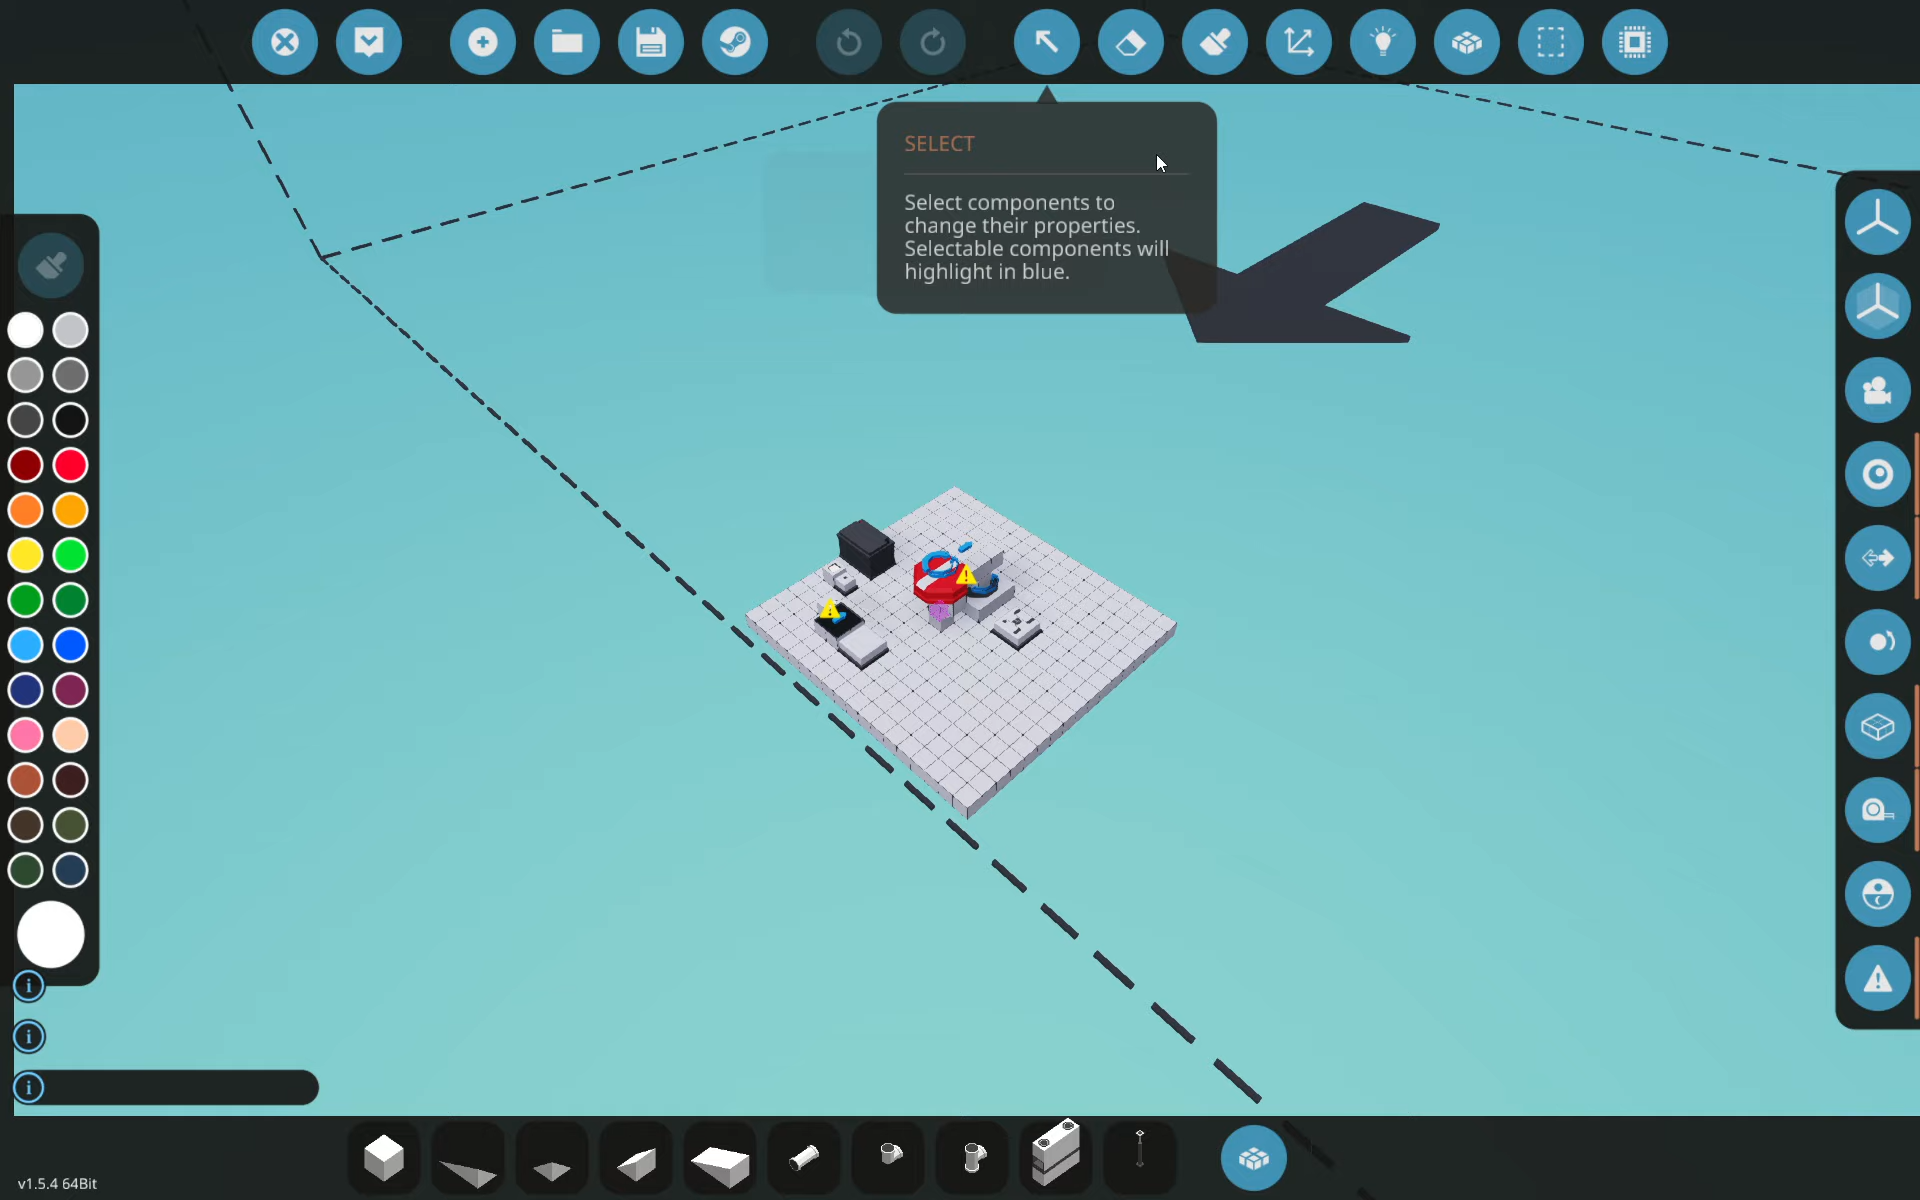 SELECT
Select components to
change their properties.
Selectable components will
highlight in blue.
v1.5.4 64Bit